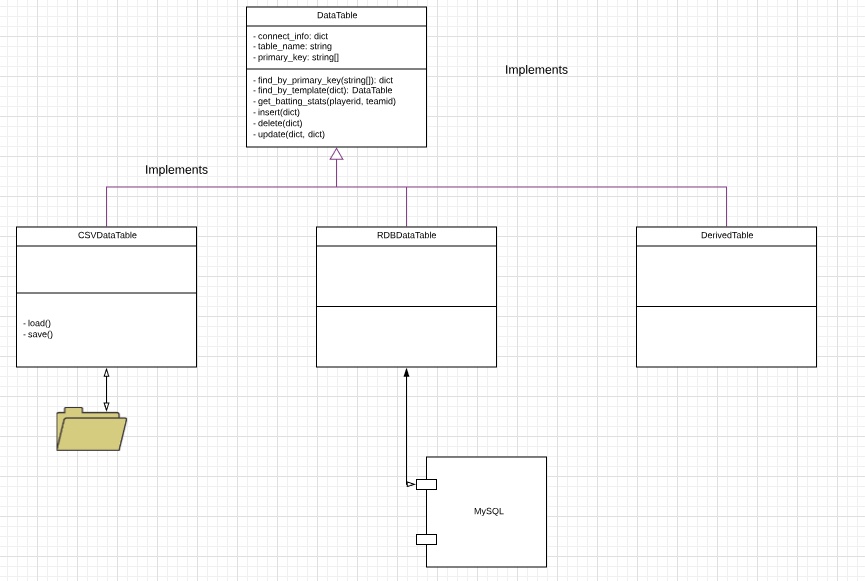 DataTable
- connect_info: dict
- table_name: string
- primary_key: string[]
- find_by_primary_key(string[]): dict
- find_by_template(dict): DataTable
- get_batting_stats(playerid, teamid)
- insert(dict)
- delete(dict)
- update(dict, dict)
Implements
Implements
CSVDataTable
- load()
- save()
RDBDataTable
DerivedTable
MySQL